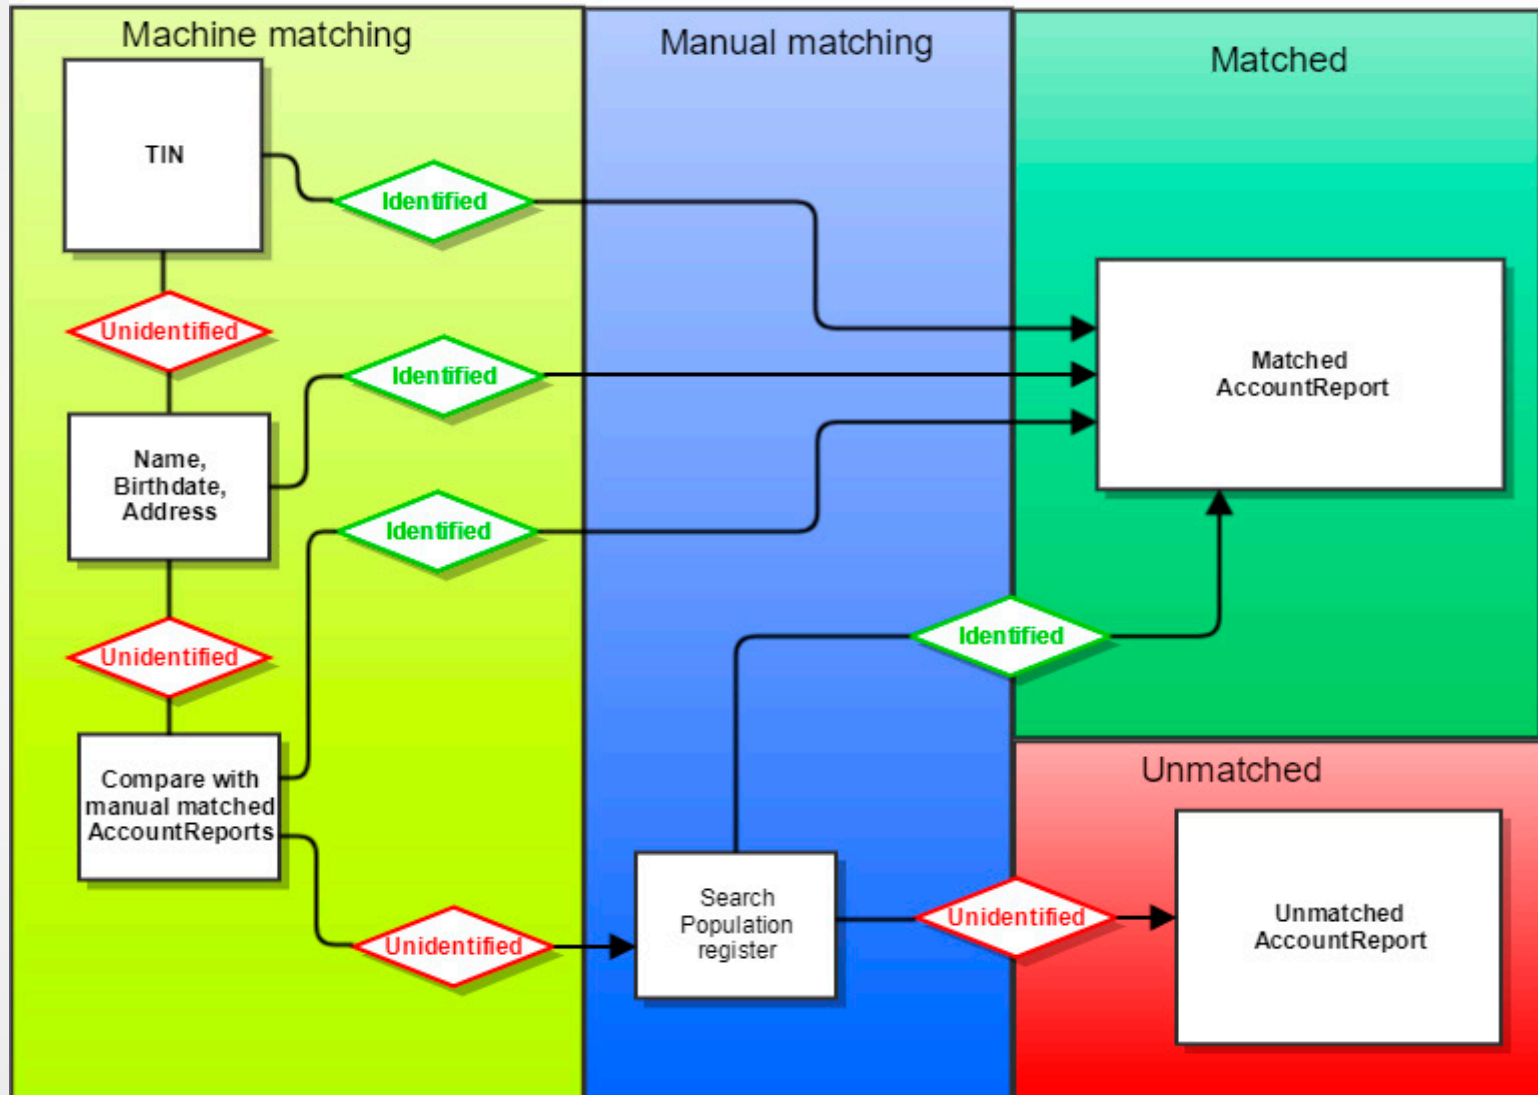 Machine matching
Manual matching
Matched
TIN
Identified
Unidentified
Identified
Name,
Birthdate,
Address
Identified
Matched
AccountReport
Unidentified
Identified
Compare with
manual matched
AccountReports
Unidentified
Search
Population
register
Unmatched
Unidentified
Unmatched
AccountReport